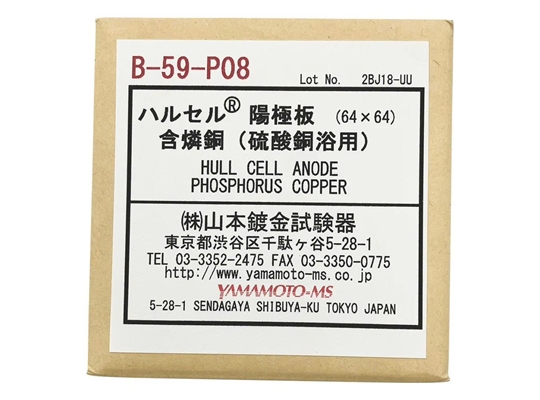 B-59-P08 Lot No. 2BJ18-UU
ハルセル® 陽極板 (64×64)
含燐銅（硫酸銅浴用）
HULL CELL ANODE
PHOSPHORUS COPPER
㈱山本鍍金試験器
東京都渋谷区千駄ヶ谷5-28-1
TEL 03-3352-2475 FAX 03-3350-0775
http://www.yamamoto-ms.co.jp
YAMAMOTO-MS
5-28-1 SENDAGAYA SHIBUYA-KU TOKYO JAPAN